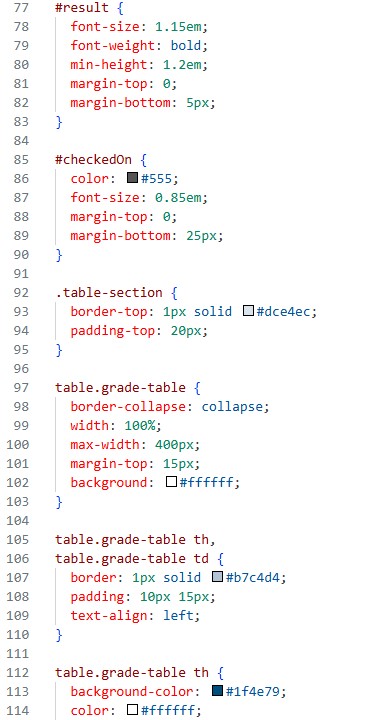 77 #result {
78   font-size: 1.15em;
79   font-weight: bold;
80   min-height: 1.2em;
81   margin-top: 0;
82   margin-bottom: 5px;
83 }
84
85 #checkedOn {
86   color: #555;
87   font-size: 0.85em;
88   margin-top: 0;
89   margin-bottom: 25px;
90 }
91
92 .table-section {
93   border-top: 1px solid #dce4ec;
94   padding-top: 20px;
95 }
96
97 table.grade-table {
98   border-collapse: collapse;
99   width: 100%;
100   max-width: 400px;
101   margin-top: 15px;
102   background: #ffffff;
103 }
104
105 table.grade-table th,
106 table.grade-table td {
107   border: 1px solid #b7c4d4;
108   padding: 10px 15px;
109   text-align: left;
110 }
111
112 table.grade-table th {
113   background-color: #1f4e79;
114   color: #ffffff;